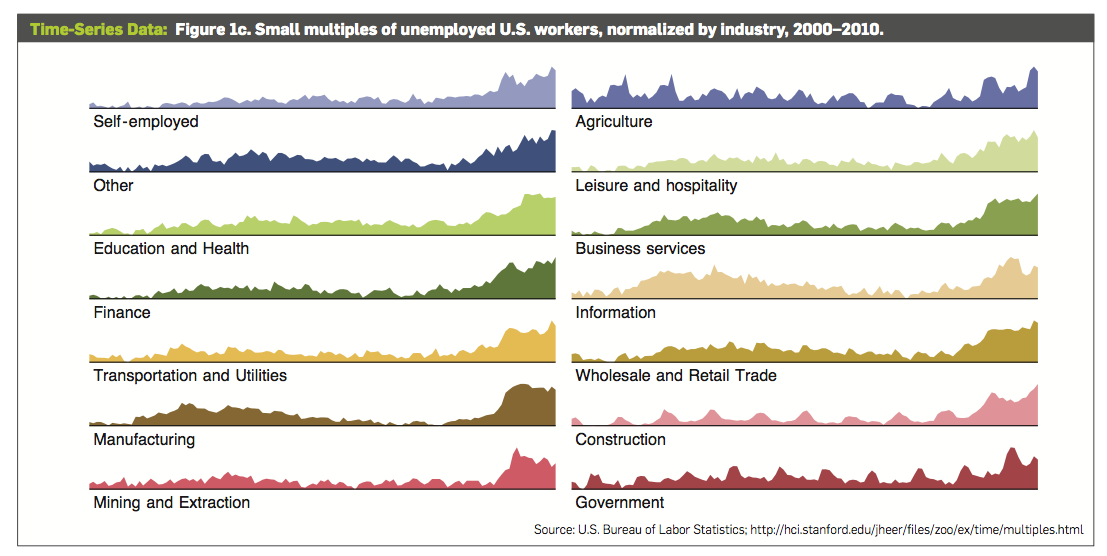 Time-Series Data: Figure 1c. Small multiples of unemployed U.S. workers, normalized by industry, 2000–2010.
Self-employed
Agriculture
Other
Leisure and hospitality
Education and Health
Business services
Finance
Information
Transportation and Utilities
Wholesale and Retail Trade
Manufacturing
Construction
Mining and Extraction
Government
Source: U.S. Bureau of Labor Statistics; http://hci.stanford.edu/jheer/files/zoo/ex/time/multiples.html